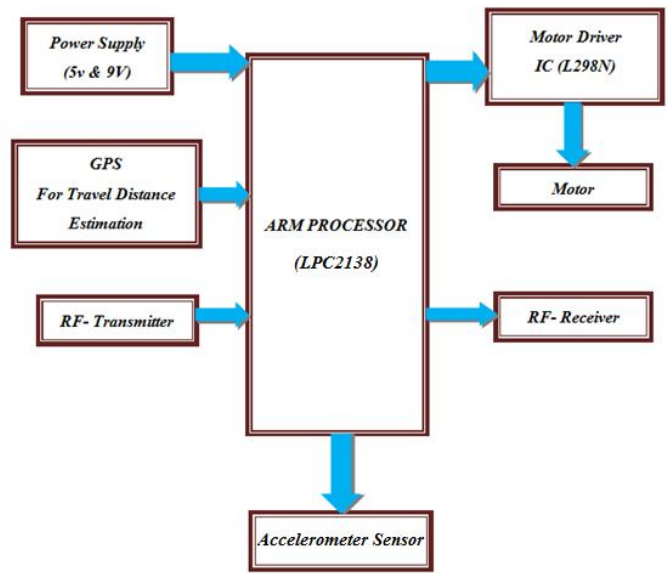 Power Supply
(5v & 9V)
Motor Driver
IC (L298N)
GPS
For Travel Distance
Estimation
Motor
ARM PROCESSOR
(LPC2138)
RF- Transmitter
RF- Receiver
Accelerometer Sensor